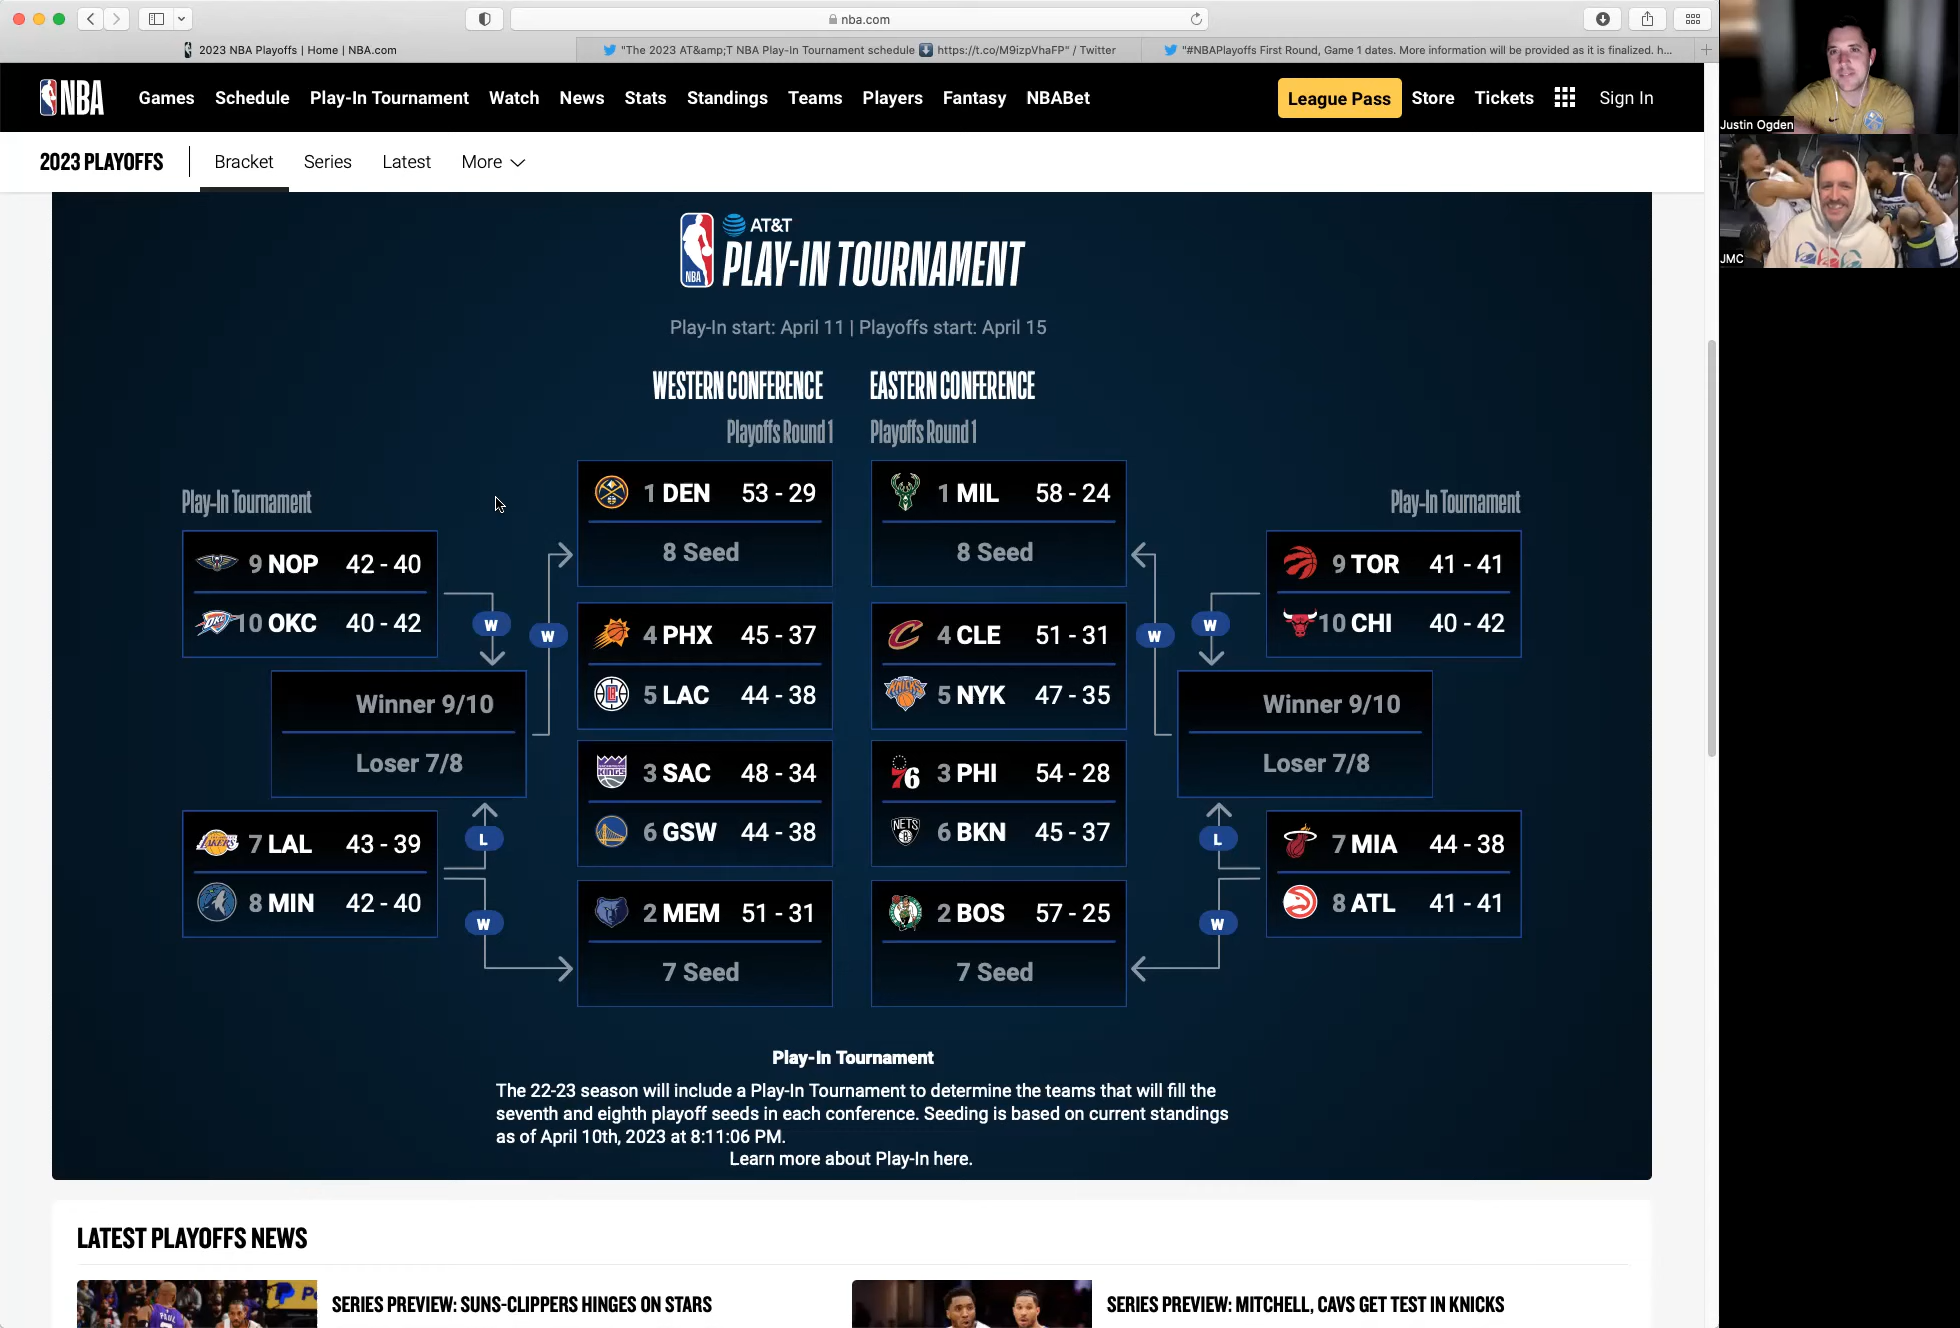 nba.com
2023 NBA Playoffs | Home | NBA.com
"The 2023 AT&amp;T NBA Play-In Tournament schedule ⬇️ https://t.co/M9izpVhaFP" / Twitter
"#NBAPlayoffs First Round, Game 1 dates. More information will be provided as it is finalized. h...
NBA
Games
Schedule
Play-In Tournament
Watch
News
Stats
Standings
Teams
Players
Fantasy
NBABet
League Pass
Store
Tickets
Sign In
Justin Ogden
JMC
2023 PLAYOFFS
Bracket
Series
Latest
More
NBA
AT&T
PLAY-IN TOURNAMENT
Play-In start: April 11 | Playoffs start: April 15
WESTERN CONFERENCE
Playoffs Round 1
EASTERN CONFERENCE
Playoffs Round 1
Play-In Tournament
9 NOP 42 - 40
10 OKC 40 - 42
W
Winner 9/10
Loser 7/8
W
L
7 LAL 43 - 39
8 MIN 42 - 40
W
1 DEN 53 - 29
8 Seed
4 PHX 45 - 37
5 LAC 44 - 38
3 SAC 48 - 34
6 GSW 44 - 38
2 MEM 51 - 31
7 Seed
1 MIL 58 - 24
8 Seed
4 CLE 51 - 31
5 NYK 47 - 35
3 PHI 54 - 28
6 BKN 45 - 37
2 BOS 57 - 25
7 Seed
Play-In Tournament
9 TOR 41 - 41
10 CHI 40 - 42
W
W
Winner 9/10
Loser 7/8
L
7 MIA 44 - 38
8 ATL 41 - 41
W
Play-In Tournament
The 22-23 season will include a Play-In Tournament to determine the teams that will fill the
seventh and eighth playoff seeds in each conference. Seeding is based on current standings
as of April 10th, 2023 at 8:11:06 PM.
Learn more about Play-In here.
LATEST PLAYOFFS NEWS
SERIES PREVIEW: SUNS-CLIPPERS HINGES ON STARS
SERIES PREVIEW: MITCHELL, CAVS GET TEST IN KNICKS